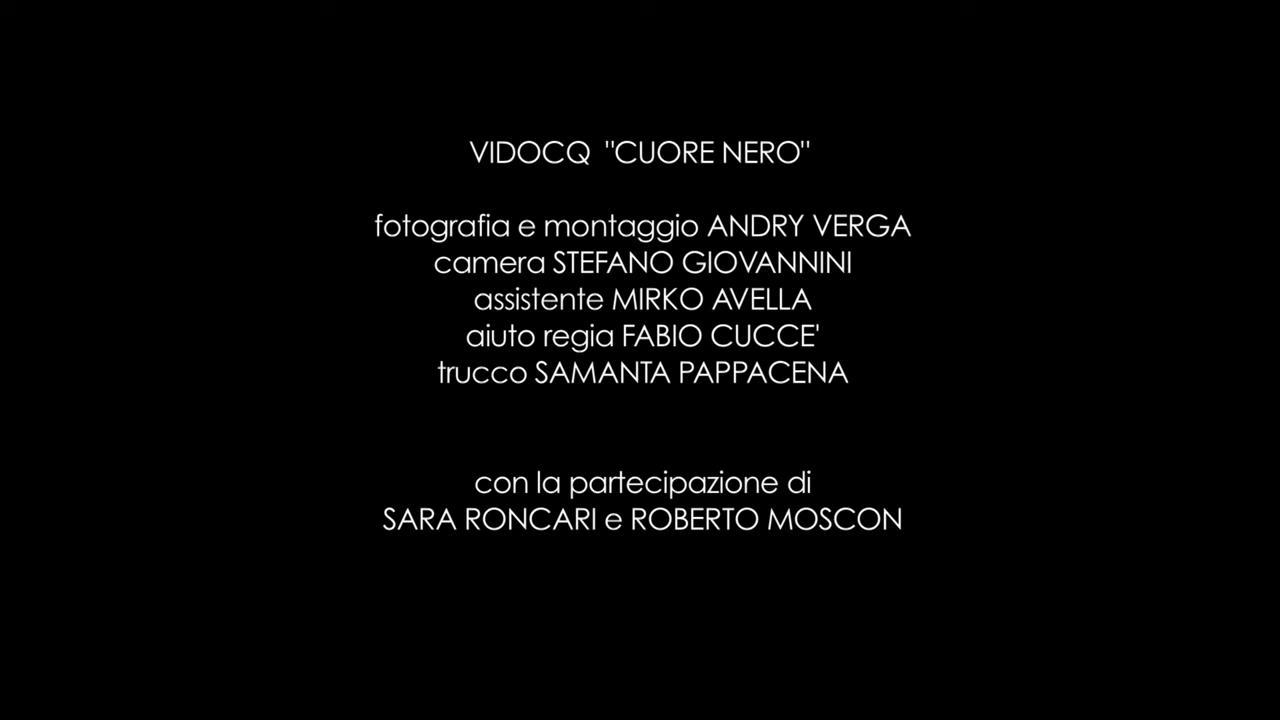 VIDOCQ "CUORE NERO"
fotografia e montaggio ANDRY VERGA
camera STEFANO GIOVANNINI
assistente MIRKO AVELLA
aiuto regia FABIO CUCCE'
trucco SAMANTA PAPPACENA
con la partecipazione di
SARA RONCARI e ROBERTO MOSCON